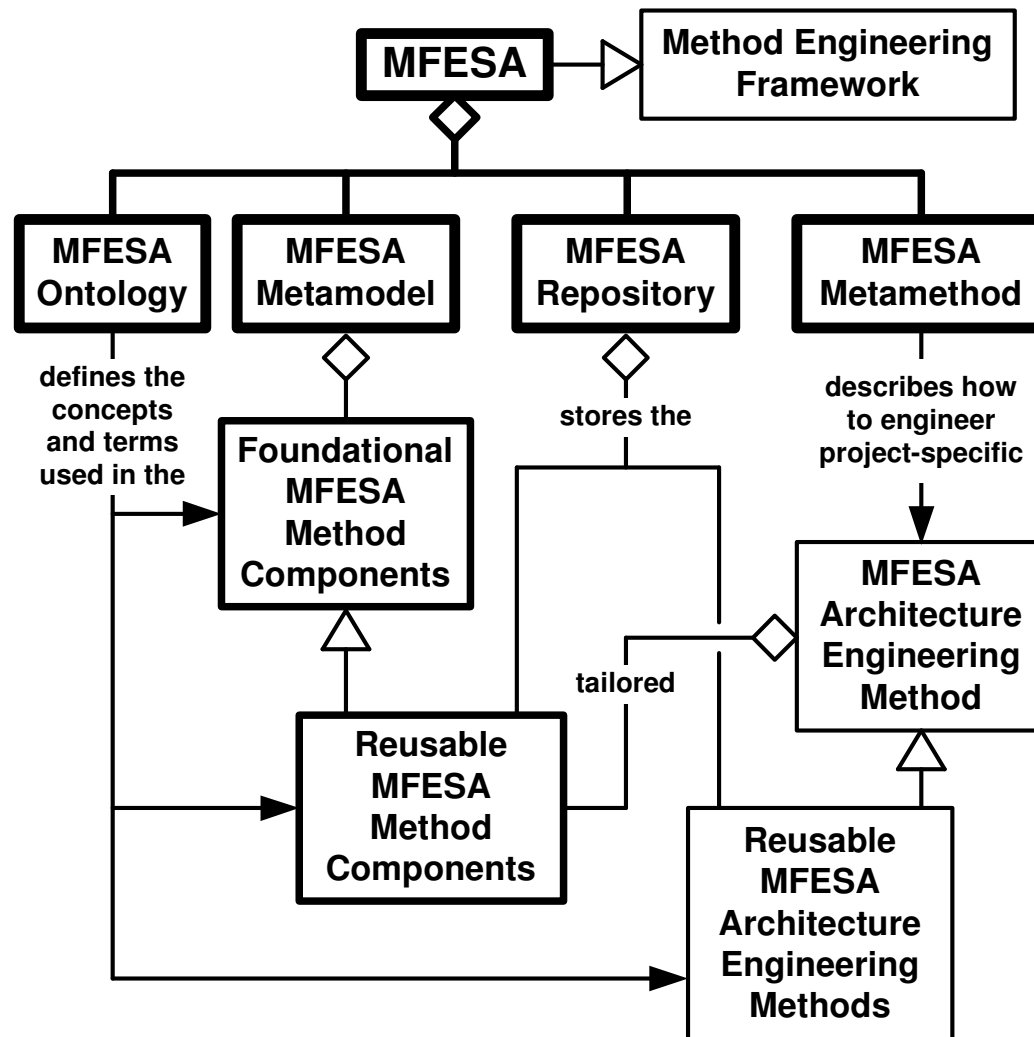 MFESA
Method Engineering
Framework
MFESA
Ontology
MFESA
Metamodel
MFESA
Repository
MFESA
Metamethod
defines the
concepts
and terms
used in the
stores the
describes how
to engineer
project-specific
Foundational
MFESA
Method
Components
MFESA
Architecture
Engineering
Method
tailored
Reusable
MFESA
Method
Components
Reusable
MFESA
Architecture
Engineering
Methods